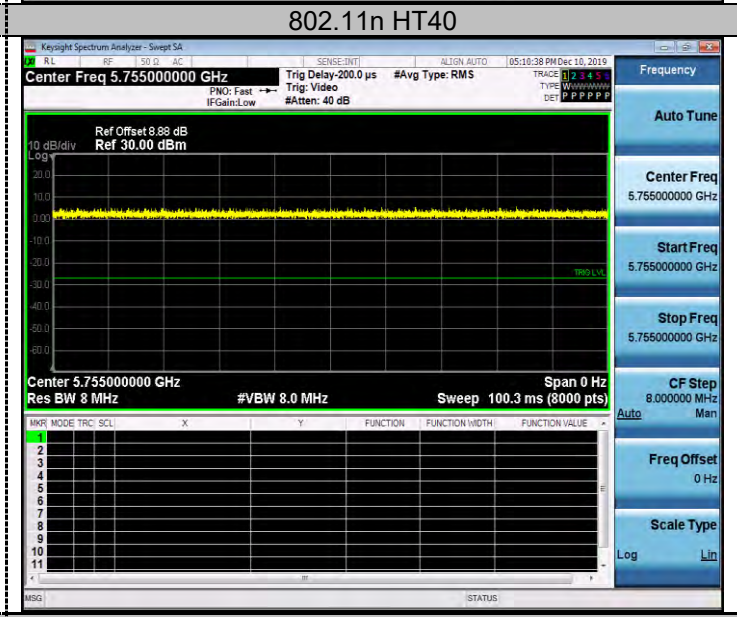 802.11n HT40
Keysight Spectrum Analyzer - Swept SA
RL RF 50 Ω AC SENSE:INT ALIGN AUTO 05:10:38 PM Dec 10, 2019
Center Freq 5.755000000 GHz
Trig Delay-200.0 µs #Avg Type: RMS
TRACE 1 2 3 4 5 6
PNO: Fast Trig: Video
TYPE WWWWWW
IFGain:Low #Atten: 40 dB
DET P P P P P P
Ref Offset 8.88 dB
10 dB/div Ref 30.00 dBm
Log
20.0
10.0
0.00
-10.0
-20.0
TRIG LVL
-30.0
-40.0
-50.0
-60.0
Center 5.755000000 GHz Span 0 Hz
Res BW 8 MHz #VBW 8.0 MHz Sweep 100.3 ms (8000 pts)
MKR MODE TRC SCL X Y FUNCTION FUNCTION WIDTH FUNCTION VALUE
1
2
3
4
5
6
7
8
9
10
11
MSG STATUS
Frequency
Auto Tune
Center Freq
5.755000000 GHz
Start Freq
5.755000000 GHz
Stop Freq
5.755000000 GHz
CF Step
8.000000 MHz
Auto Man
Freq Offset
0 Hz
Scale Type
Log Lin